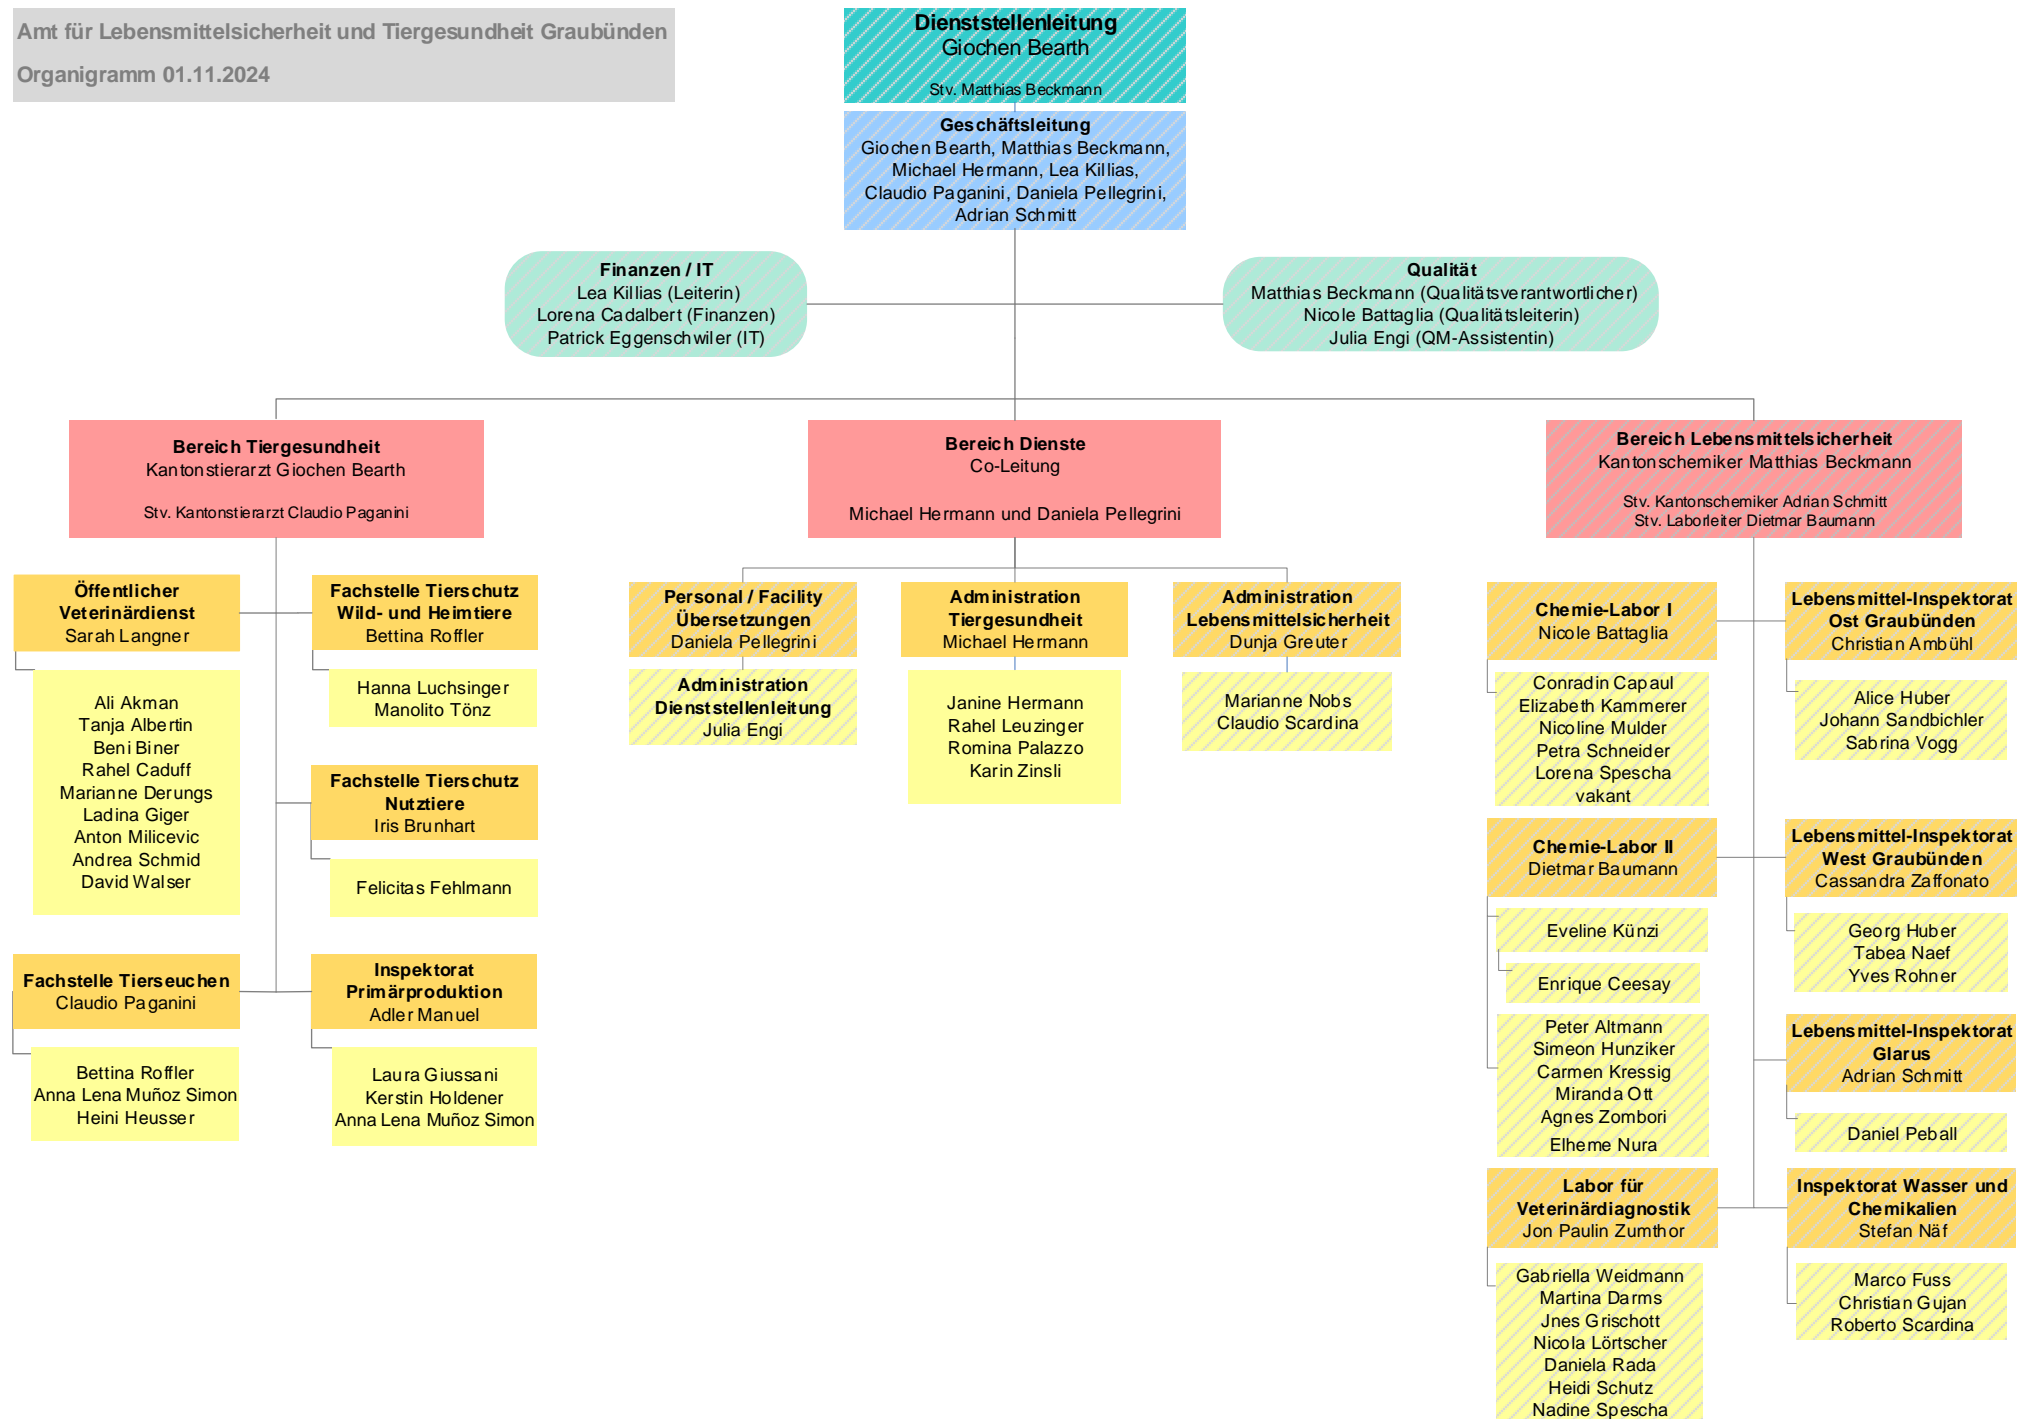 Amt für Lebensmittelsicherheit und Tiergesundheit Graubünden
Organigramm 01.11.2024
Dienststellenleitung
Giochen Bearth
Stv. Matthias Beckmann
Geschäftsleitung
Giochen Bearth, Matthias Beckmann,
Michael Hermann, Lea Killias,
Claudio Paganini, Daniela Pellegrini,
Adrian Schmitt
Finanzen / IT
Lea Killias (Leiterin)
Lorena Cadalbert (Finanzen)
Patrick Eggenschwiler (IT)
Qualität
Matthias Beckmann (Qualitätsverantwortlicher)
Nicole Battaglia (Qualitätsleiterin)
Julia Engi (QM-Assistentin)
Bereich Tiergesundheit
Kantonstierarzt Giochen Bearth
Stv. Kantonstierarzt Claudio Paganini
Öffentlicher
Veterinärdienst
Sarah Langner
Ali Akman
Tanja Albertin
Beni Biner
Rahel Caduff
Marianne Derungs
Ladina Giger
Anton Milicevic
Andrea Schmid
David Walser
Fachstelle Tierschutz
Wild- und Heimtiere
Bettina Roffler
Hanna Luchsinger
Manolito Tönz
Fachstelle Tierschutz
Nutztiere
Iris Brunhart
Felicitas Fehlmann
Fachstelle Tierseuchen
Claudio Paganini
Bettina Roffler
Anna Lena Muñoz Simon
Heini Heusser
Inspektorat
Primärproduktion
Adler Manuel
Laura Giussani
Kerstin Holdener
Anna Lena Muñoz Simon
Bereich Dienste
Co-Leitung
Michael Hermann und Daniela Pellegrini
Personal / Facility
Übersetzungen
Daniela Pellegrini
Administration
Dienststellenleitung
Julia Engi
Administration
Tiergesundheit
Michael Hermann
Janine Hermann
Rahel Leuzinger
Romina Palazzo
Karin Zinsli
Administration
Lebensmittelsicherheit
Dunja Greuter
Marianne Nobs
Claudio Scardina
Bereich Lebensmittelsicherheit
Kantonschemiker Matthias Beckmann
Stv. Kantonschemiker Adrian Schmitt
Stv. Laborleiter Dietmar Baumann
Chemie-Labor I
Nicole Battaglia
Conradin Capaul
Elizabeth Kammerer
Nicoline Mulder
Petra Schneider
Lorena Spescha
vakant
Chemie-Labor II
Dietmar Baumann
Eveline Künzi
Enrique Ceesay
Peter Altmann
Simeon Hunziker
Carmen Kressig
Miranda Ott
Agnes Zombori
Elheme Nura
Labor für
Veterinärdiagnostik
Jon Paulin Zumthor
Gabriella Weidmann
Martina Darms
Jnes Grischott
Nicola Lörtscher
Daniela Rada
Heidi Schutz
Nadine Spescha
Lebensmittel-Inspektorat
Ost Graubünden
Christian Ambühl
Alice Huber
Johann Sandbichler
Sabrina Vogg
Lebensmittel-Inspektorat
West Graubünden
Cassandra Zaffonato
Georg Huber
Tabea Naef
Yves Rohner
Lebensmittel-Inspektorat
Glarus
Adrian Schmitt
Daniel Peball
Inspektorat Wasser und
Chemikalien
Stefan Näf
Marco Fuss
Christian Gujan
Roberto Scardina